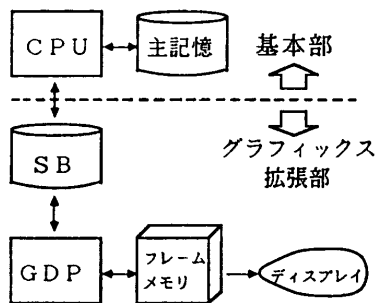 CPU
主記憶
基本部
SB
グラフィックス
拡張部
GDP
フレーム
メモリ
ディスプレイ